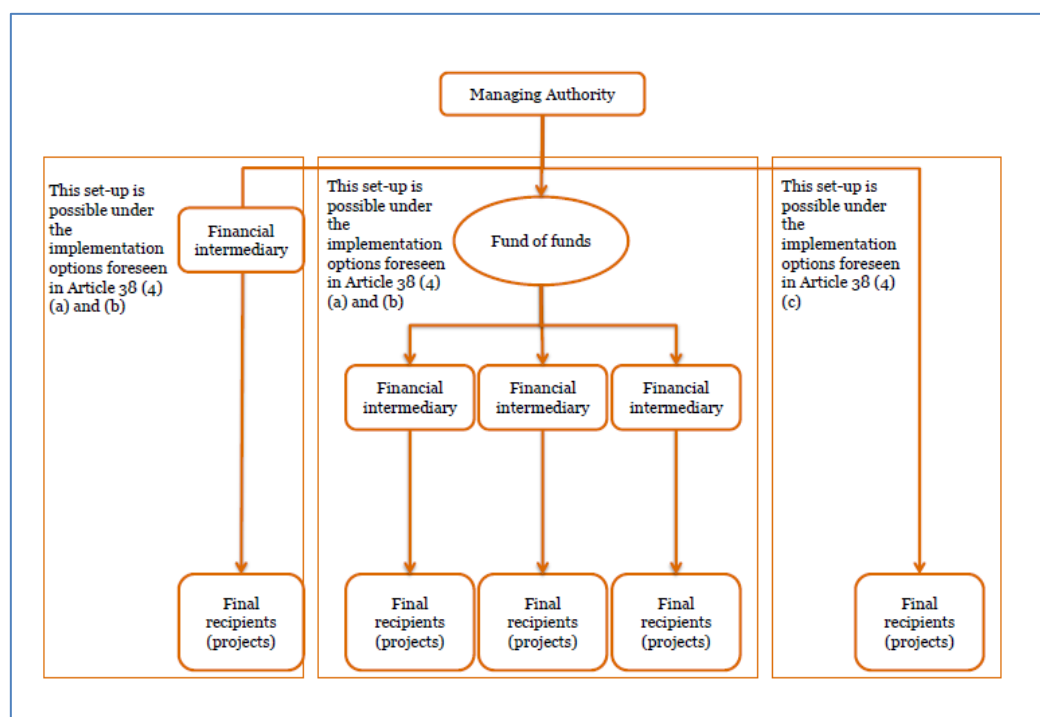 Managing Authority
This set-up is
possible under
the
implementation
options foreseen
in Article 38 (4)
(a) and (b)
Financial
intermediary
Final
recipients
(projects)
This set-up is
possible under
the
implementation
options foreseen
in Article 38 (4)
(a) and (b)
Fund of funds
Financial
intermediary
Financial
intermediary
Financial
intermediary
Final
recipients
(projects)
Final
recipients
(projects)
Final
recipients
(projects)
This set-up is
possible under
the
implementation
options foreseen
in Article 38 (4)
(c)
Final
recipients
(projects)